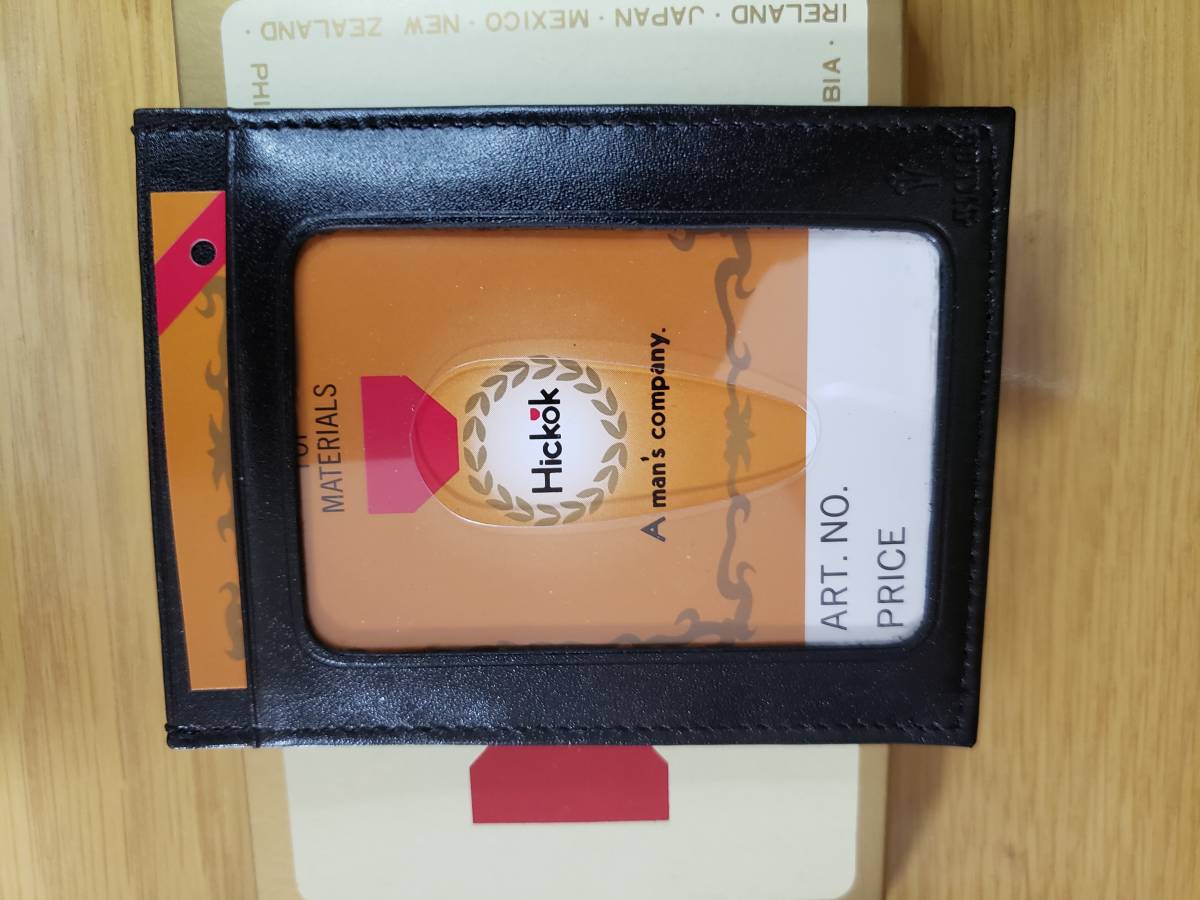 IRELAND · JAPAN · MEXICO · NEW ZEALAND ·
MATERIALS
Hickok
A man's company.
ART. NO.
PRICE